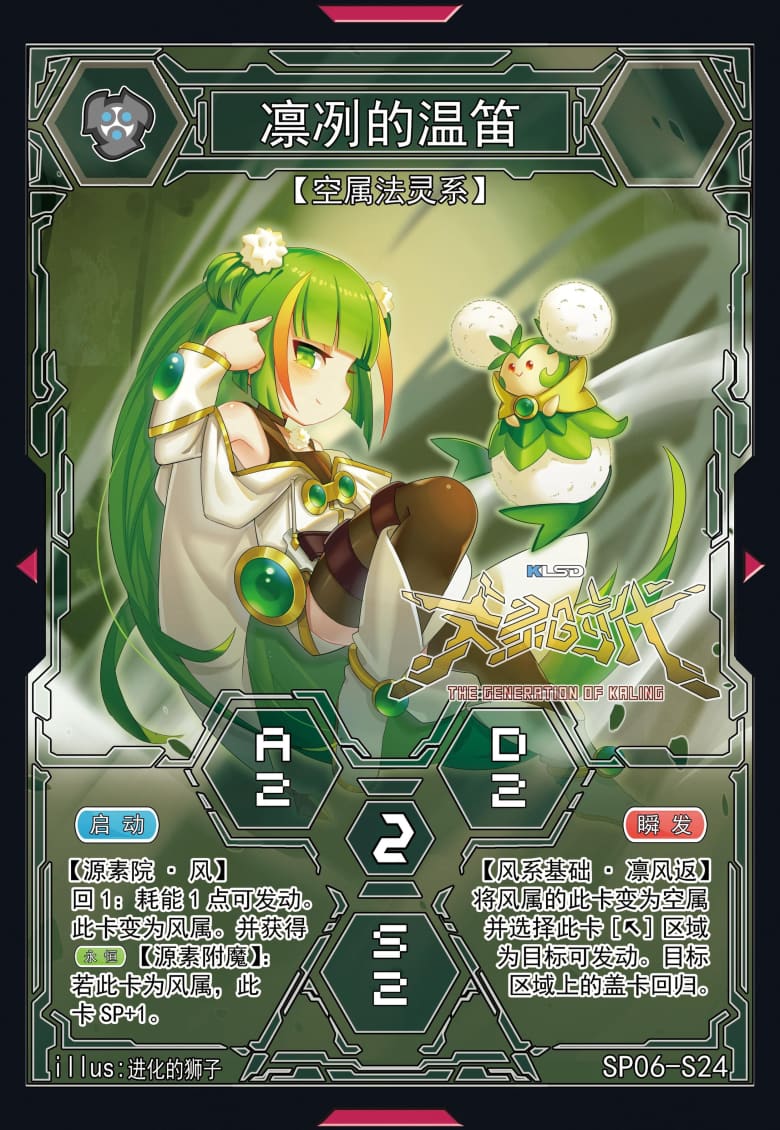 凛冽的温笛
【空属法灵系】
KLSD
卡灵时代
THE GENERATION OF KALING
A
2
D
2
2
S
2
启动
【源素院·风】
回1：耗能1点可发动。
此卡变为风属。并获得
永恒【源素附魔】：
若此卡为风属，此
卡SP+1。
瞬发
【风系基础·凛风返】
将风属的此卡变为空属
并选择此卡[↖]区域
为目标可发动。目标
区域上的盖卡回归。
illus:进化的狮子
SP06-S24